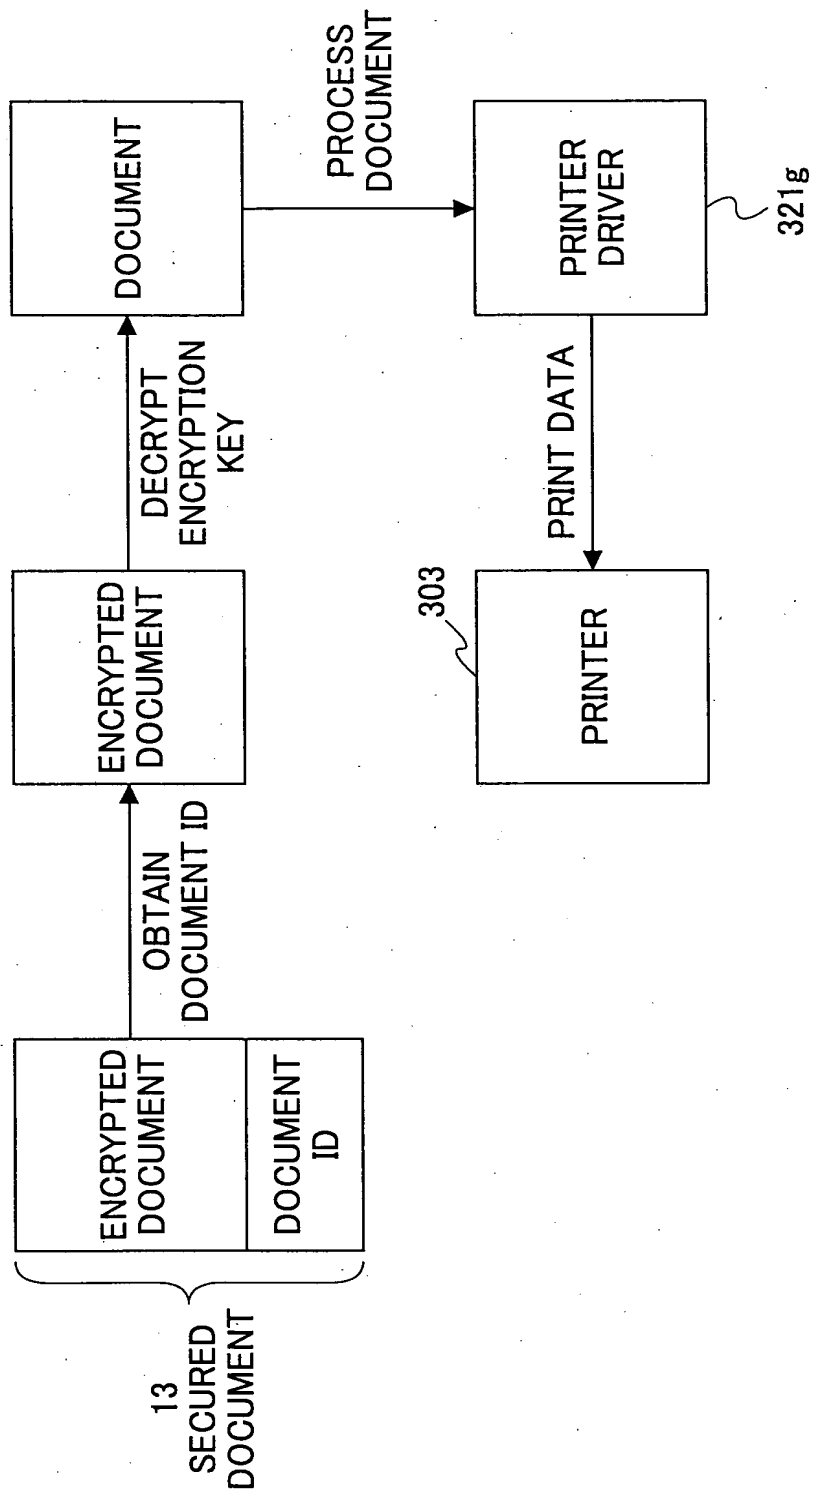 13
SECURED
DOCUMENT
ENCRYPTED
DOCUMENT
DOCUMENT
ID
OBTAIN
DOCUMENT ID
ENCRYPTED
DOCUMENT
DECRYPT
ENCRYPTION
KEY
DOCUMENT
PROCESS
DOCUMENT
PRINTER
DRIVER
321g
PRINT DATA
303
PRINTER